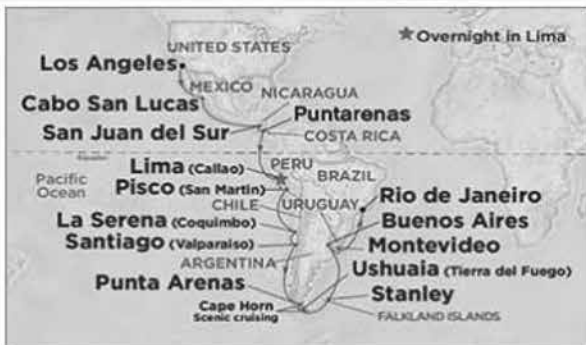 ★Overnight in Lima
UNITED STATES
Los Angeles
MEXICO
NICARAGUA
Cabo San Lucas
Puntarenas
San Juan del Sur
COSTA RICA
Equator
Lima (Callao)
PERU
BRAZIL
Pacific
Ocean
Pisco (San Martin)
CHILE
URUGUAY
Rio de Janeiro
La Serena (Coquimbo)
Buenos Aires
Santiago (Valparaiso)
Montevideo
ARGENTINA
Ushuaia (Tierra del Fuego)
Punta Arenas
Stanley
Cape Horn
Scenic cruising
FALKLAND ISLANDS